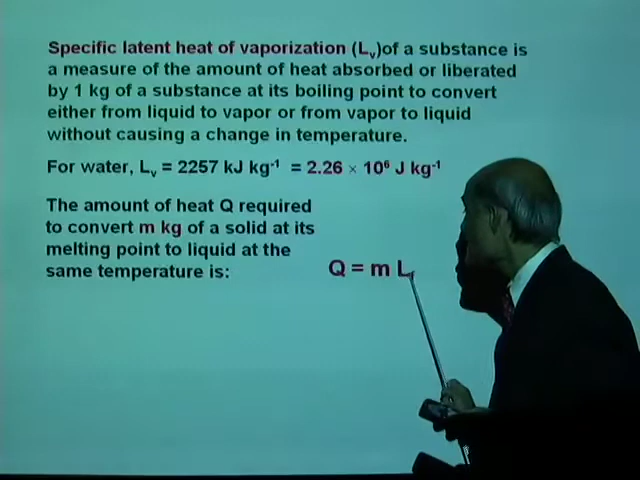 Specific latent heat of vaporization (Lᵥ)of a substance is
a measure of the amount of heat absorbed or liberated
by 1 kg of a substance at its boiling point to convert
either from liquid to vapor or from vapor to liquid
without causing a change in temperature.
For water, Lᵥ = 2257 kJ kg⁻¹ = 2.26 × 10⁶ J kg⁻¹
The amount of heat Q required
to convert m kg of a solid at its
melting point to liquid at the
same temperature is:
Q = m L_f